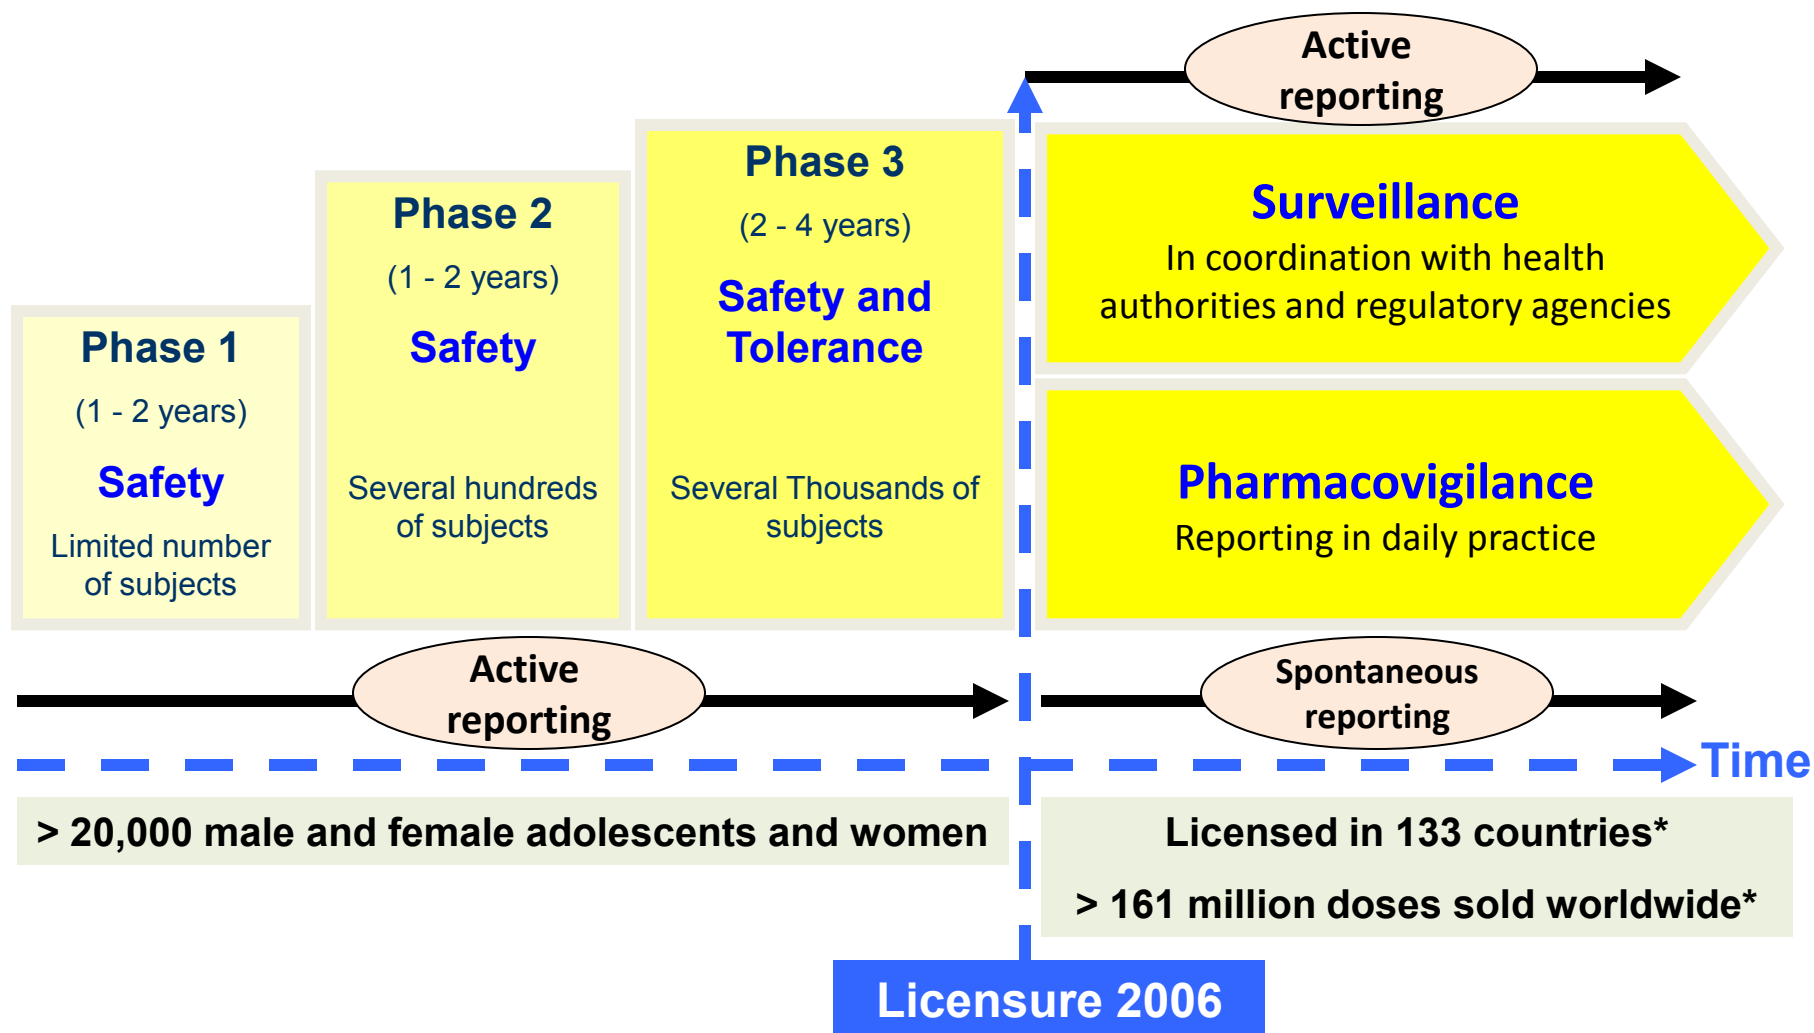 Active
reporting
Phase 1
(1 - 2 years)
Safety
Limited number
of subjects
Phase 2
(1 - 2 years)
Safety
Several hundreds
of subjects
Phase 3
(2 - 4 years)
Safety and
Tolerance
Several Thousands of
subjects
Surveillance
In coordination with health
authorities and regulatory agencies
Pharmacovigilance
Reporting in daily practice
Active
reporting
Spontaneous
reporting
Time
> 20,000 male and female adolescents and women
Licensed in 133 countries*
> 161 million doses sold worldwide*
Licensure 2006